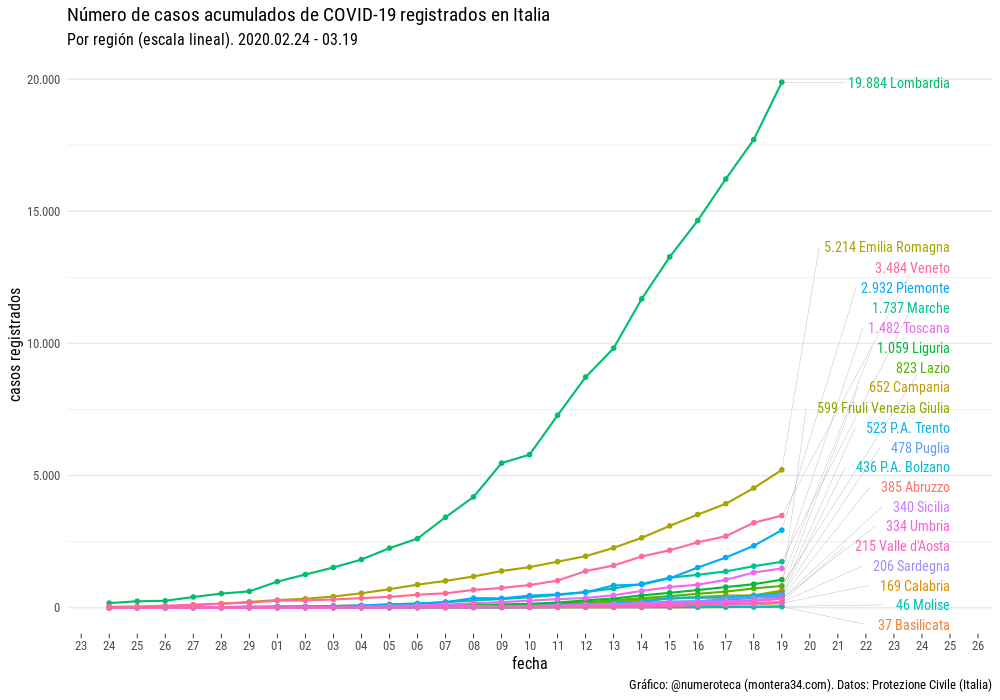 Número de casos acumulados de COVID-19 registrados en Italia
Por región (escala lineal). 2020.02.24 - 03.19
casos registrados
20.000
15.000
10.000
5.000
0
19.884 Lombardia
5.214 Emilia Romagna
3.484 Veneto
2.932 Piemonte
1.737 Marche
1.482 Toscana
1.059 Liguria
823 Lazio
652 Campania
599 Friuli Venezia Giulia
523 P.A. Trento
478 Puglia
436 P.A. Bolzano
385 Abruzzo
340 Sicilia
334 Umbria
215 Valle d'Aosta
206 Sardegna
169 Calabria
46 Molise
37 Basilicata
23 24 25 26 27 28 29 01 02 03 04 05 06 07 08 09 10 11 12 13 14 15 16 17 18 19 20 21 22 23 24 25 26
fecha
Gráfico: @numeroteca (montera34.com). Datos: Protezione Civile (Italia)